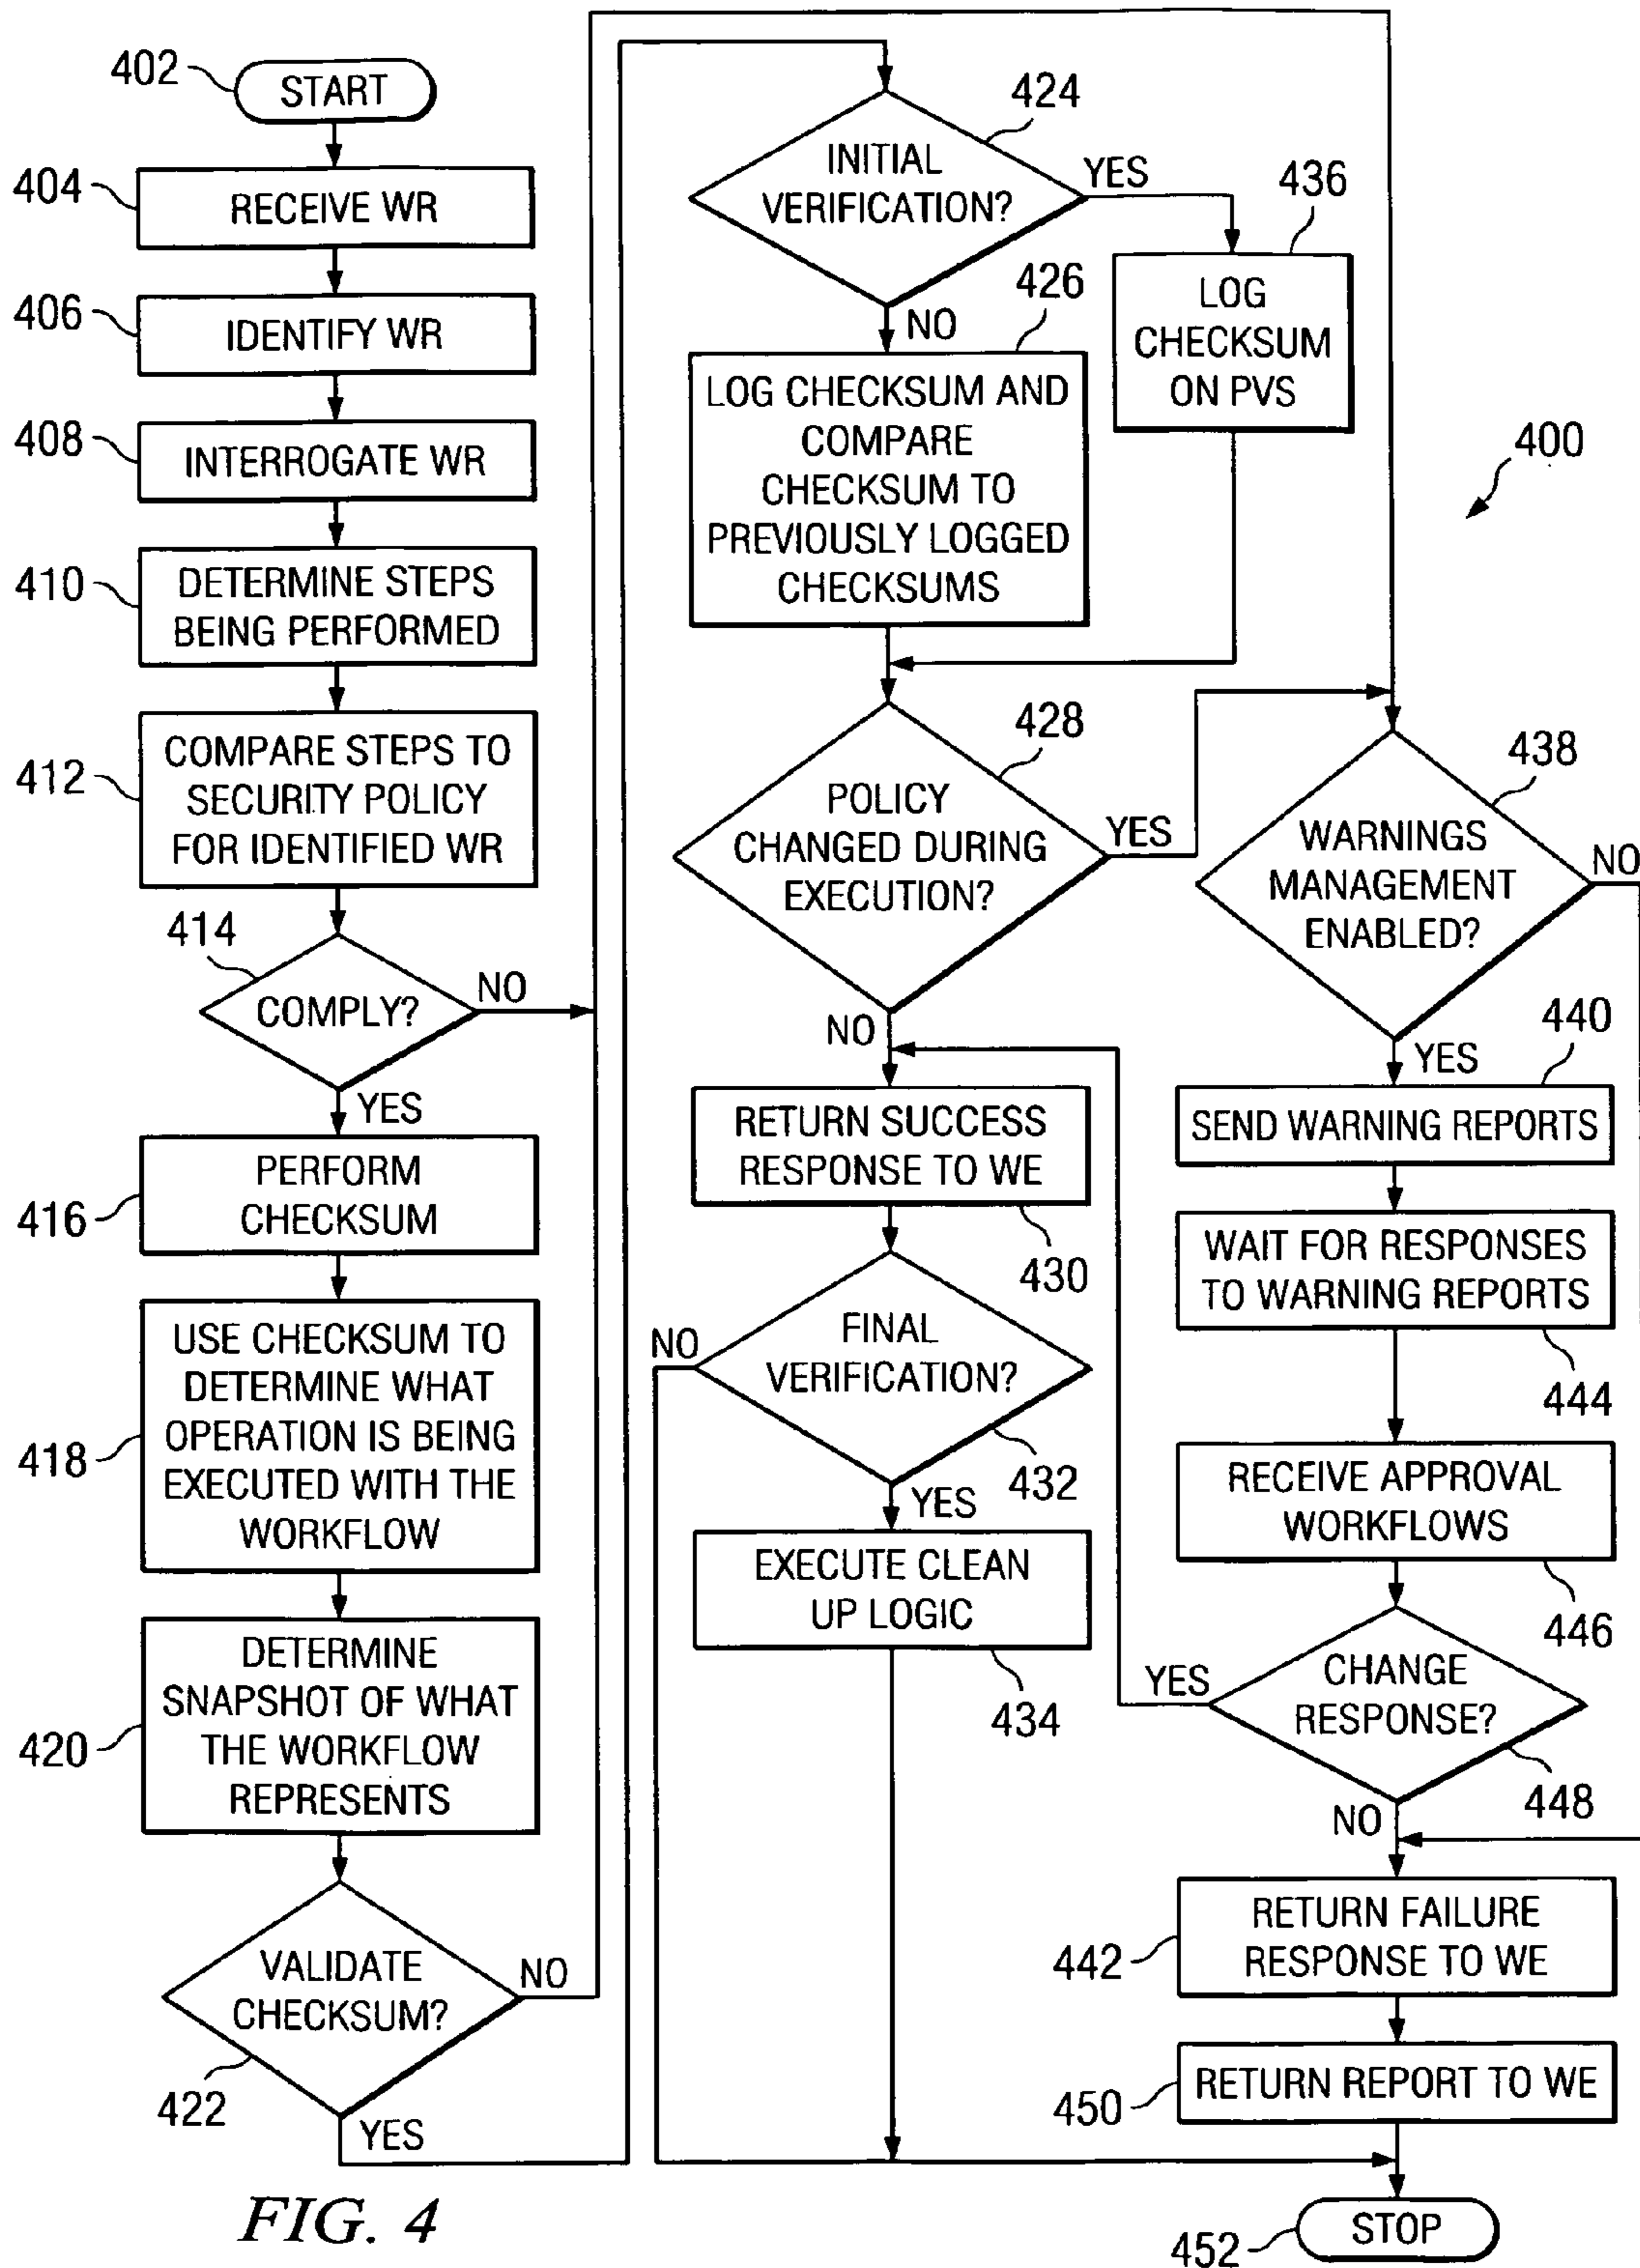 402
START
404
RECEIVE WR
406
IDENTIFY WR
408
INTERROGATE WR
410
DETERMINE STEPS
BEING PERFORMED
412
COMPARE STEPS TO
SECURITY POLICY
FOR IDENTIFIED WR
414
COMPLY?
NO
YES
416
PERFORM
CHECKSUM
418
USE CHECKSUM TO
DETERMINE WHAT
OPERATION IS BEING
EXECUTED WITH THE
WORKFLOW
420
DETERMINE
SNAPSHOT OF WHAT
THE WORKFLOW
REPRESENTS
VALIDATE
CHECKSUM?
NO
422
YES
424
INITIAL
VERIFICATION?
YES
436
LOG
CHECKSUM
ON PVS
NO
426
LOG CHECKSUM AND
COMPARE
CHECKSUM TO
PREVIOUSLY LOGGED
CHECKSUMS
400
428
POLICY
CHANGED DURING
EXECUTION?
YES
NO
RETURN SUCCESS
RESPONSE TO WE
430
FINAL
VERIFICATION?
NO
432
YES
EXECUTE CLEAN
UP LOGIC
434
438
WARNINGS
MANAGEMENT
ENABLED?
NO
YES
440
SEND WARNING REPORTS
WAIT FOR RESPONSES
TO WARNING REPORTS
444
RECEIVE APPROVAL
WORKFLOWS
446
CHANGE
RESPONSE?
YES
448
NO
RETURN FAILURE
RESPONSE TO WE
442
RETURN REPORT TO WE
450
STOP
452
FIG. 4